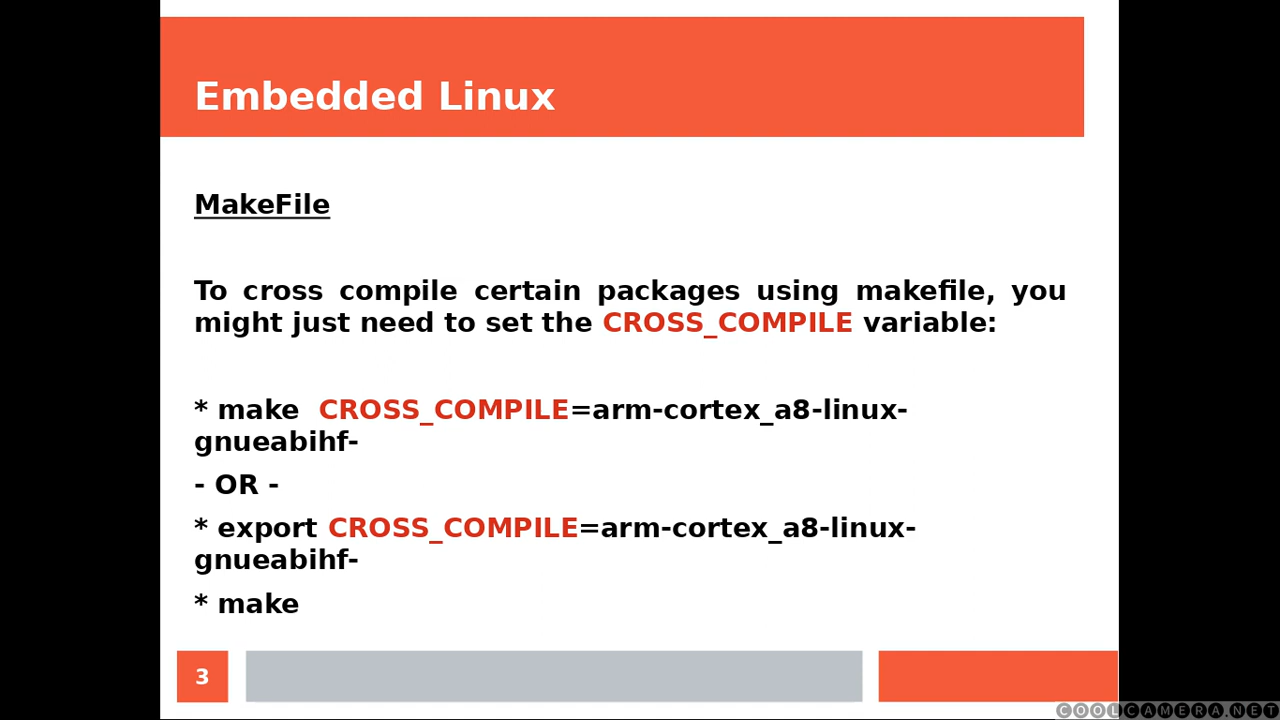 Embedded Linux
MakeFile
To cross compile certain packages using makefile, you
might just need to set the CROSS_COMPILE variable:
* make  CROSS_COMPILE=arm-cortex_a8-linux-
gnueabihf-
- OR -
* export CROSS_COMPILE=arm-cortex_a8-linux-
gnueabihf-
* make
3
COOLCAMERA.NET